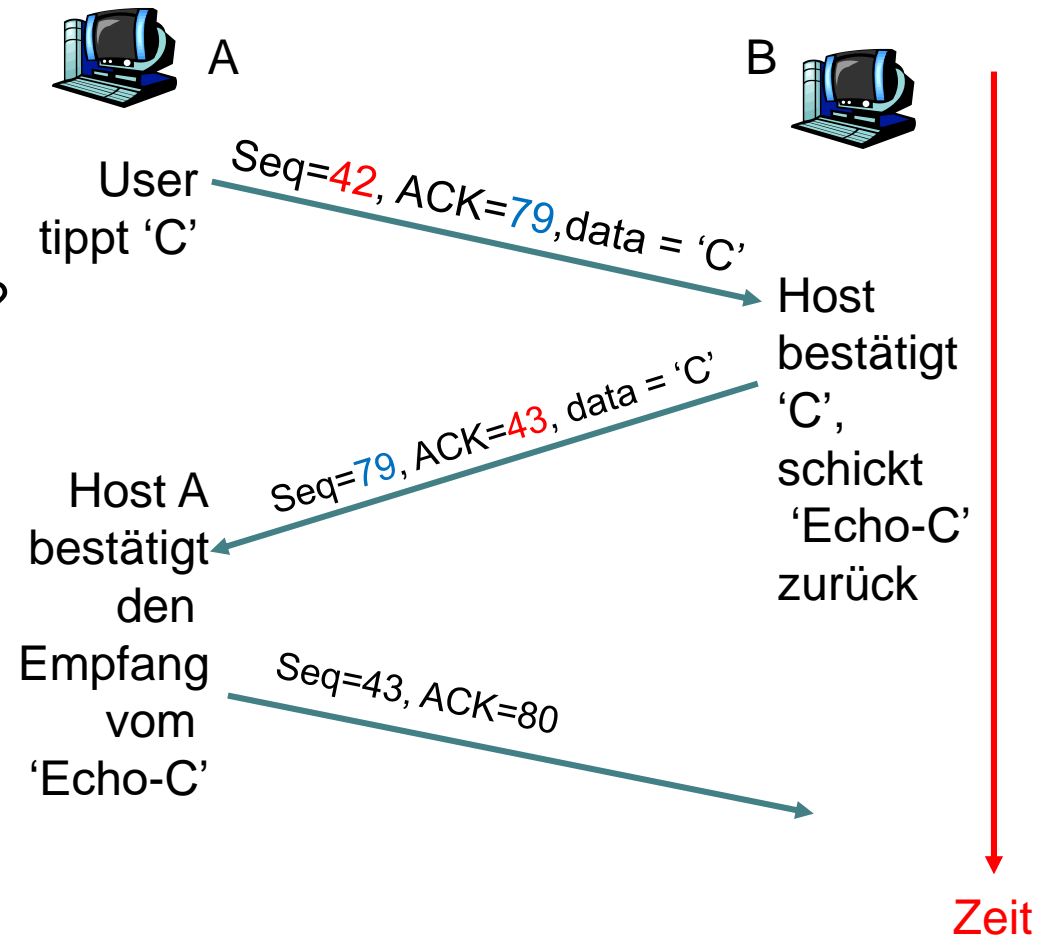 A
B
User
tippt ‘C’
Seq=42, ACK=79,data = ‘C’
?
Host
bestätigt
‘C’,
schickt
‘Echo-C’
zurück
Seq=79, ACK=43, data = ‘C’
Host A
bestätigt
den
Empfang
vom
‘Echo-C’
Seq=43, ACK=80
Zeit